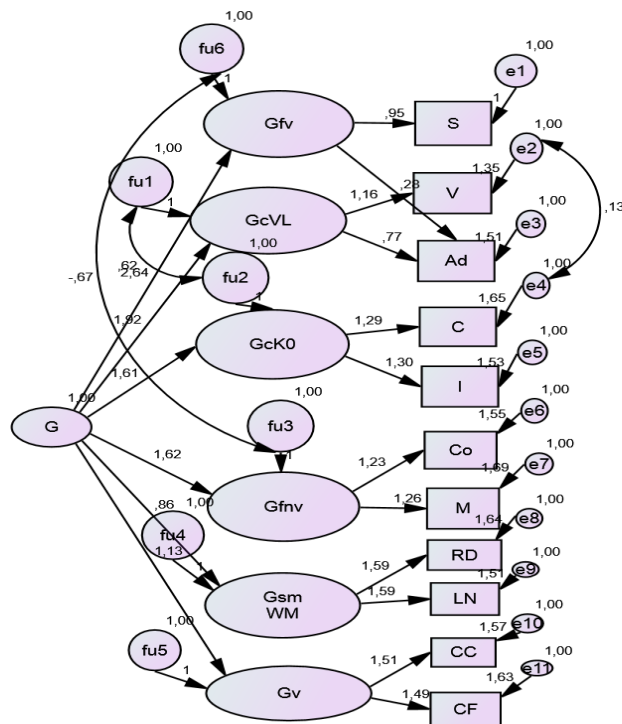 1,00
fu6
1
1,00
e1
1
Gfv
,95
S
1,00
e2
1,00
fu1
1
1,16
,23
1,35
V
,13
GcVL
,77
Ad
1,51
1,00
e3
,62
-,67
2,64
1,00
fu2
1
1,00
e4
1,65
GcK0
1,29
C
1,92
1,61
1,30
I
1,53
1,00
e5
1,00
G
1,00
fu3
1
1,00
e6
1,55
Co
1,62
1,23
Gfnv
1,26
M
1,69
1,00
e7
,86
1,00
fu4
1,13
1
1,64
1,00
e8
RD
1,59
Gsm
WM
1,59
LN
1,51
1,00
e9
1,00
fu5
1
Gv
1,51
CC
1,57
1,00
e10
1,49
CF
1,63
1,00
e11